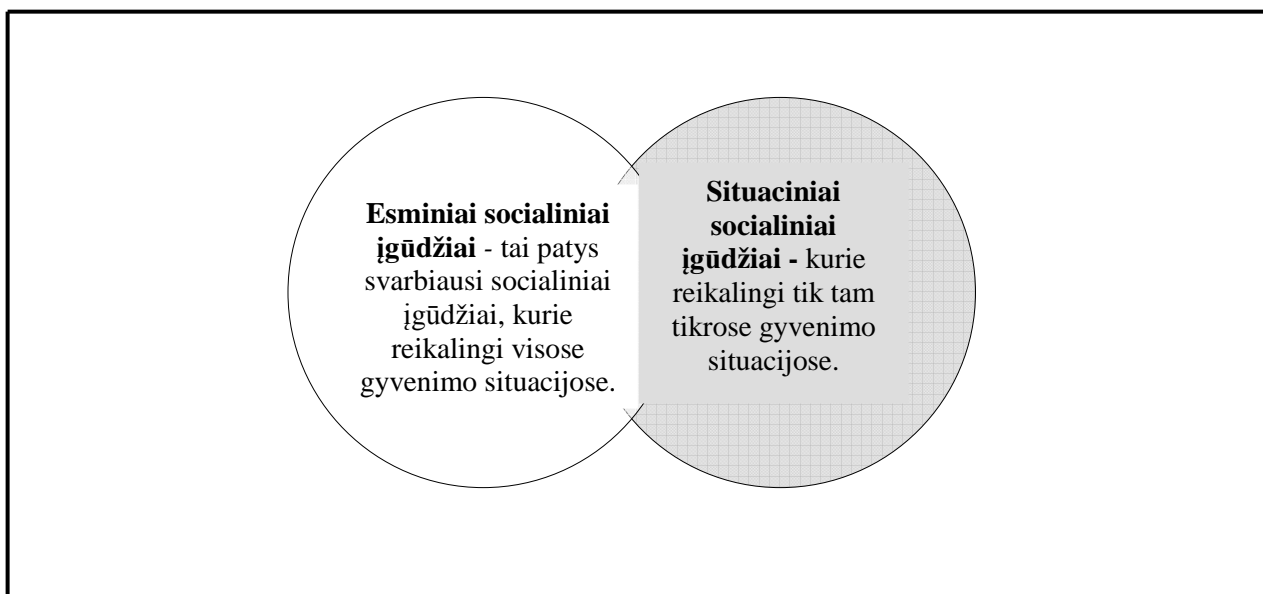 Esminiai socialiniai
įgūdžiai - tai patys
svarbiausi socialiniai
įgūdžiai, kurie
reikalingi visose
gyvenimo situacijose.
Situaciniai
socialiniai
įgūdžiai - kurie
reikalingi tik tam
tikrose gyvenimo
situacijose.